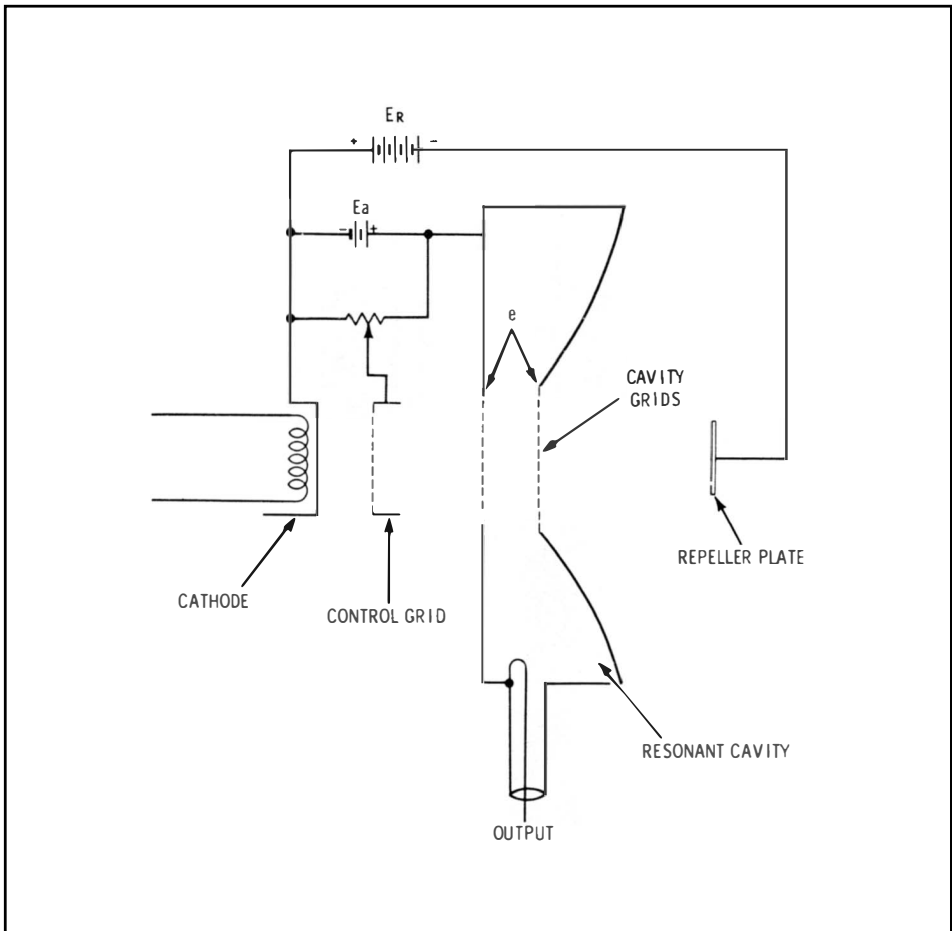 ER
+ -
Ea
- +
e
CAVITY
GRIDS
REPELLER PLATE
CATHODE
CONTROL GRID
RESONANT CAVITY
OUTPUT